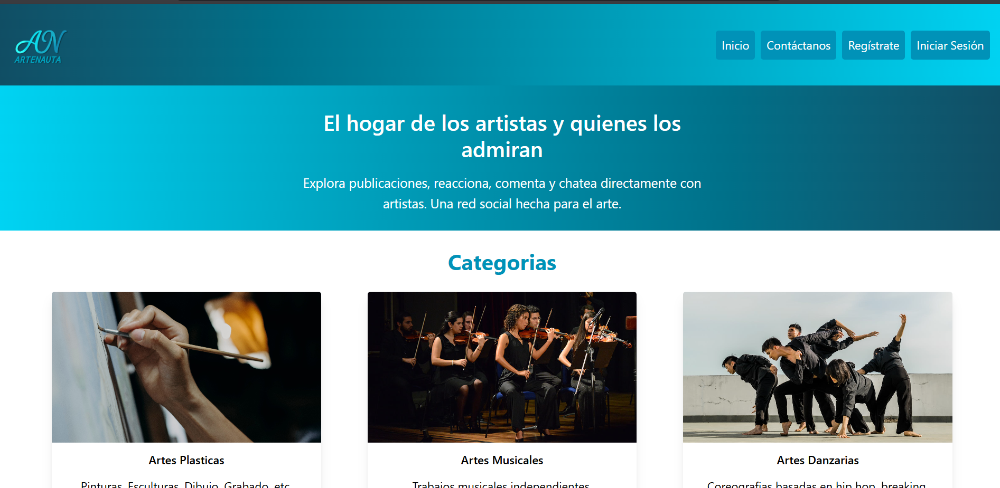 AN
ARTENAUTA
Inicio Contáctanos Regístrate Iniciar Sesión
El hogar de los artistas y quienes los
admiran
Explora publicaciones, reacciona, comenta y chatea directamente con
artistas. Una red social hecha para el arte.
Categorias
Artes Plasticas
Pinturas, Esculturas, Dibujo, Grabado, etc
Artes Musicales
Trabajos musicales independientes
Artes Danzarias
Coreografias basadas en hip hop, breaking